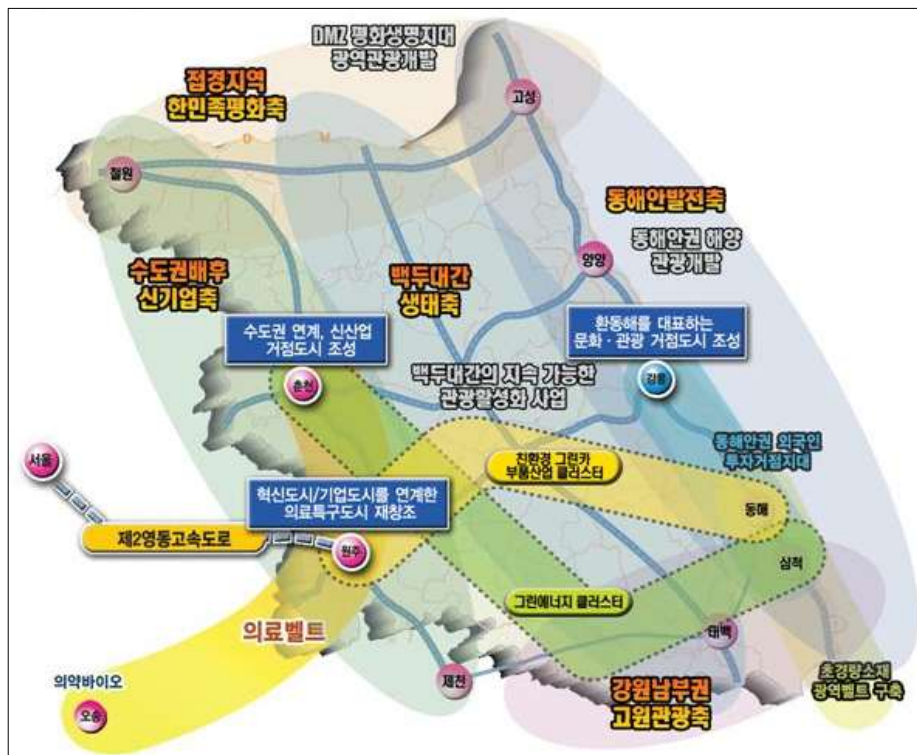 DMZ 평화생명지대
광역관광개발
접경지역
한민족평화축
고성
D
M
철원
동해안발전축
동해안권 해양
관광개발
양양
수도권배후
신기업축
백두대간
생태축
수도권 연계, 신산업
거점도시 조성
환동해를 대표하는
문화·관광 거점도시 조성
춘천
백두대간의 지속 가능한
관광활성화 사업
강릉
동해안권 외국인
투자거점지대
서울
친환경 그린카
부품산업 클러스터
혁신도시/기업도시를 연계한
의료특구도시 재창조
동해
제2영동고속도로
원주
삼척
그린에너지 클러스터
의료벨트
태백
의약바이오
제천
강원남부권
고원관광축
초경량소재
광역벨트 구축
오송